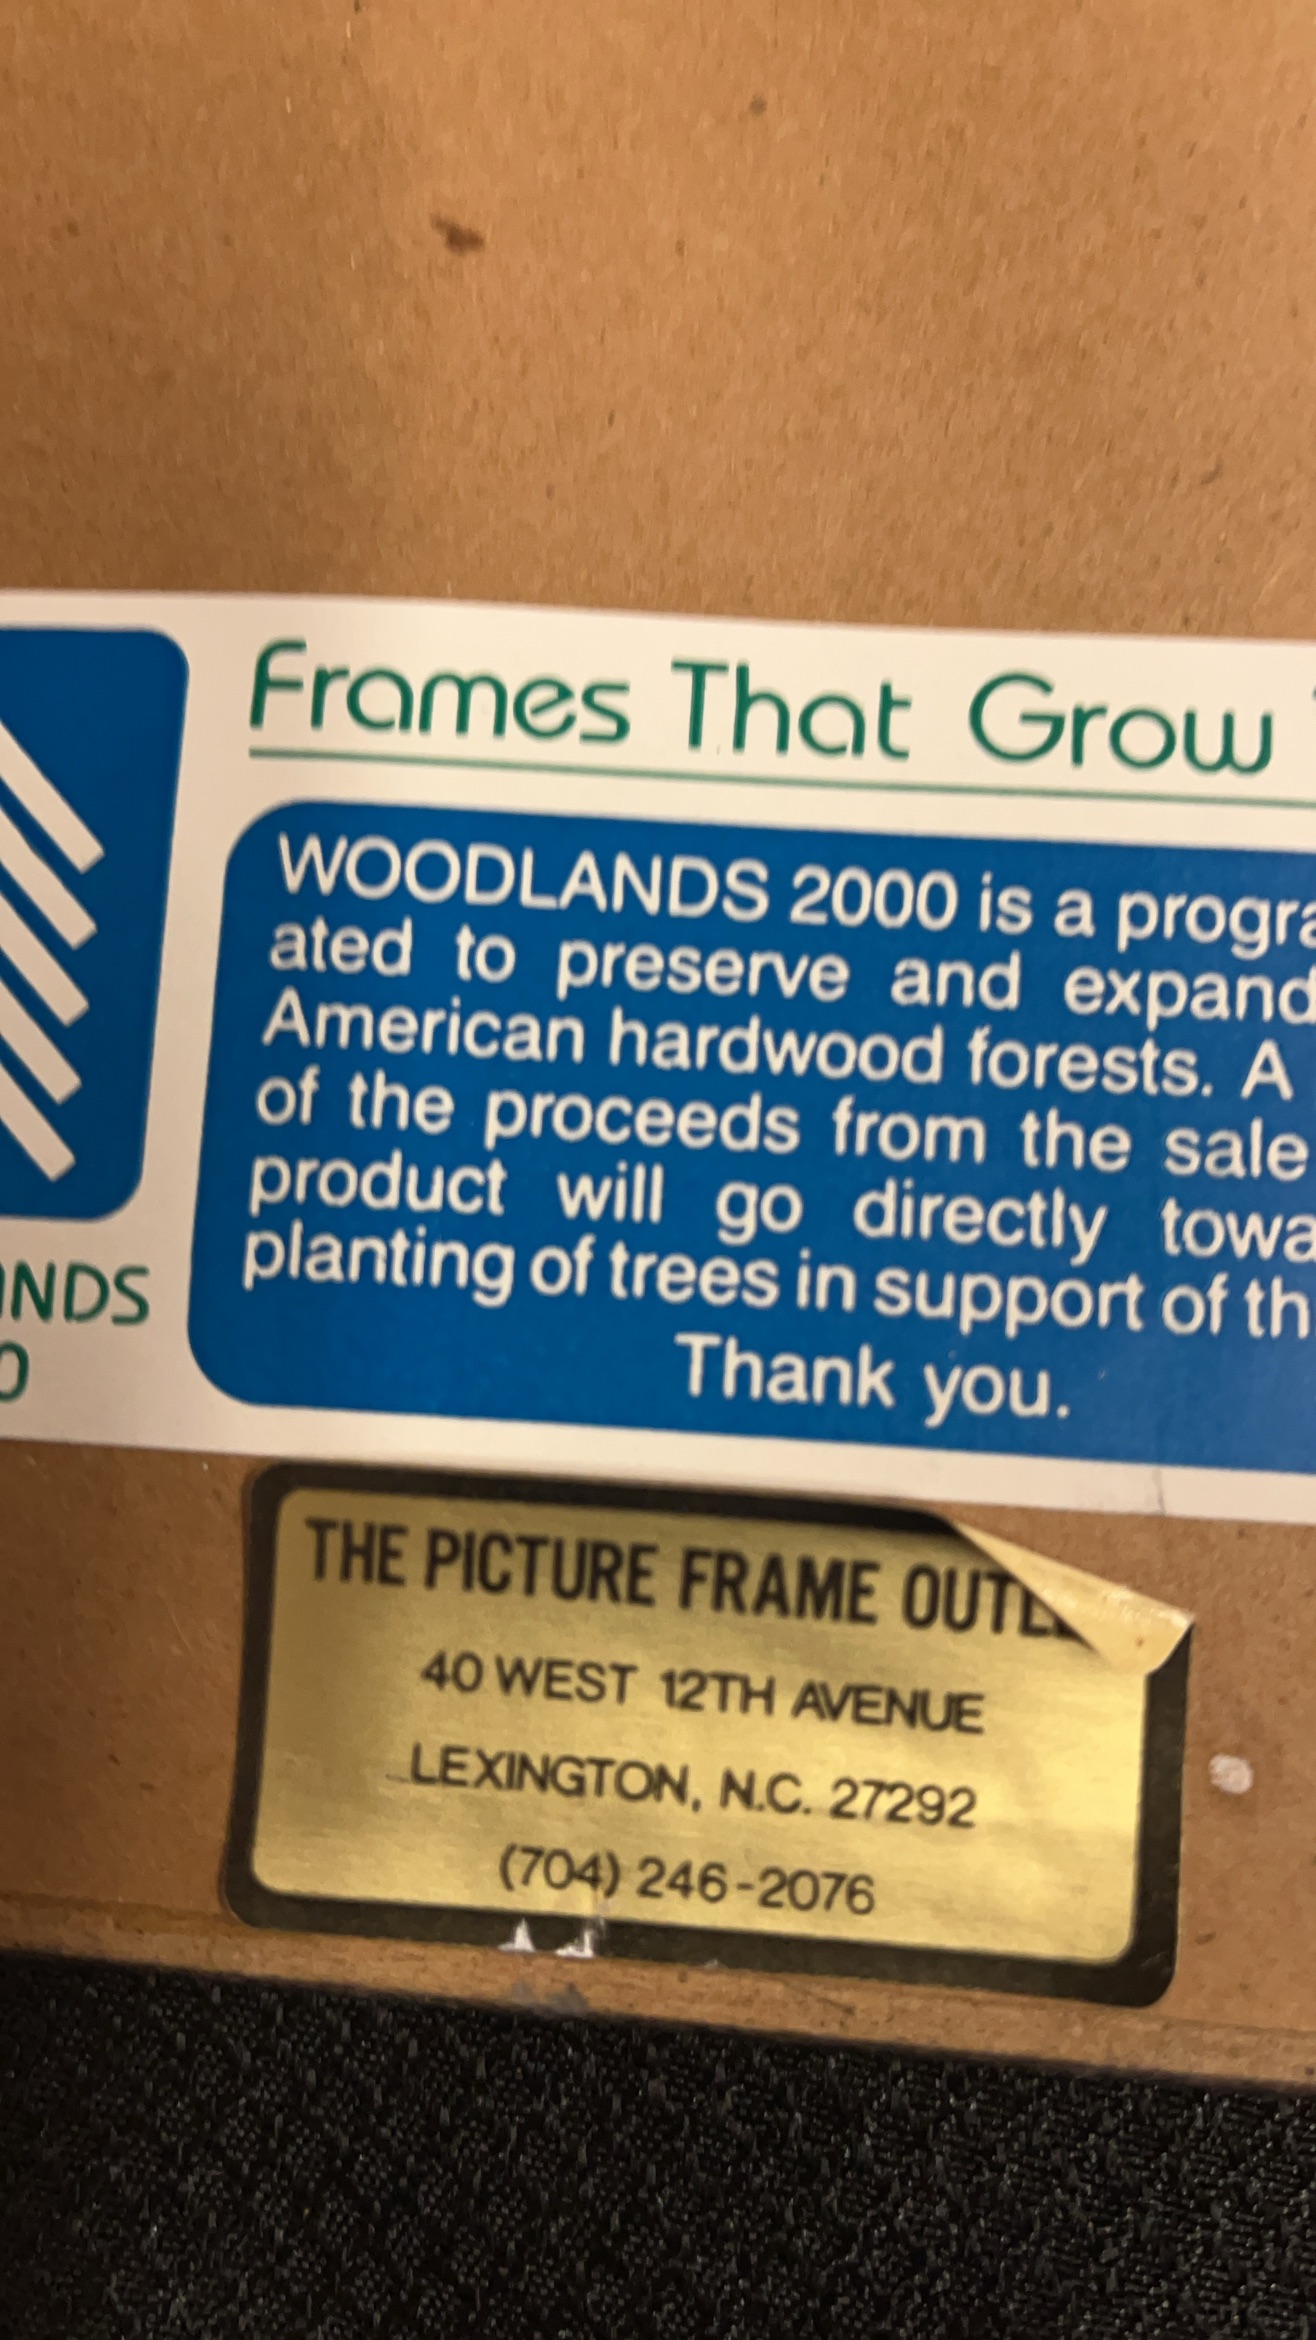 Frames That Grow
WOODLANDS 2000 is a progra
ated to preserve and expand
American hardwood forests. A
of the proceeds from the sale
product will go directly towa
planting of trees in support of th
Thank you.
NDS
0
THE PICTURE FRAME OUTL
40 WEST 12TH AVENUE
LEXINGTON, N.C. 27292
(704) 246-2076